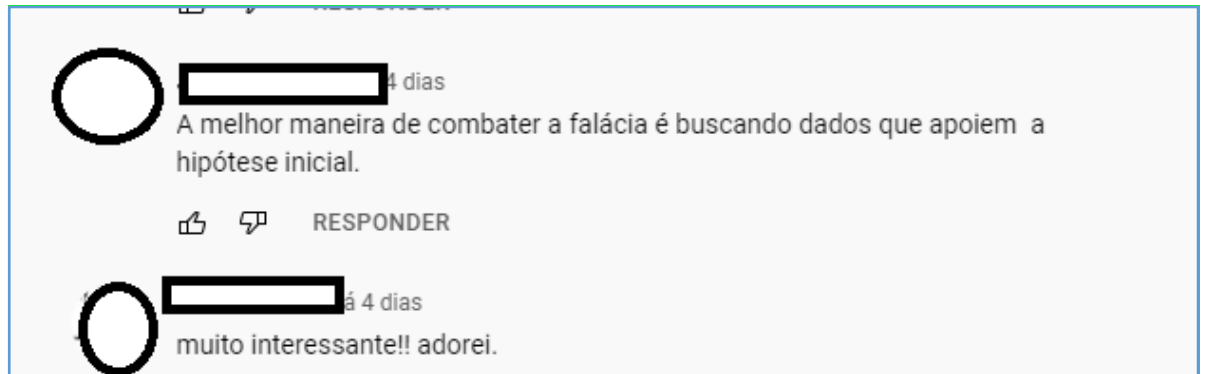 4 dias
A melhor maneira de combater a falácia é buscando dados que apoiem a
hipótese inicial.
RESPONDER
á 4 dias
muito interessante!! adorei.